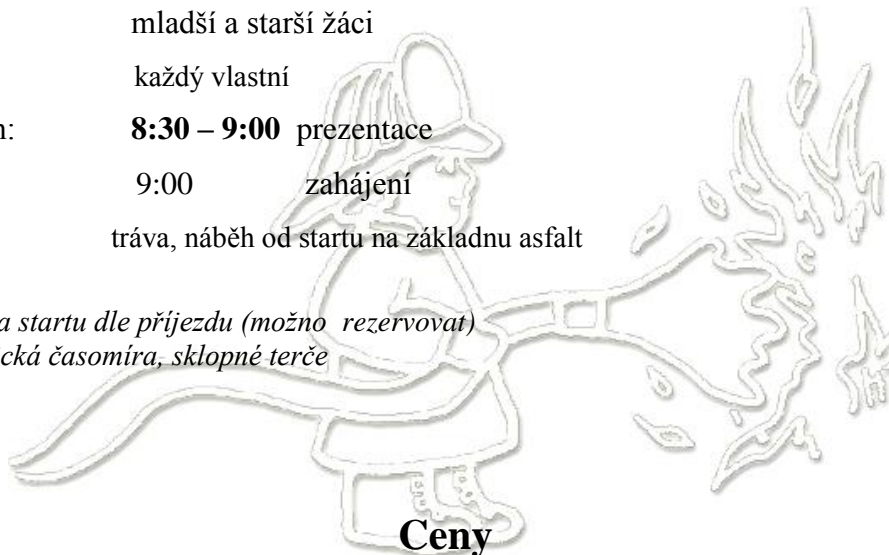 mladší a starší žáci
každý vlastní
8:30 – 9:00 prezentace
9:00 zahájení
tráva, náběh od startu na základnu asfalt
startu dle příjezdu (možno rezervovat)
časomíra, sklopné terče
Ceny